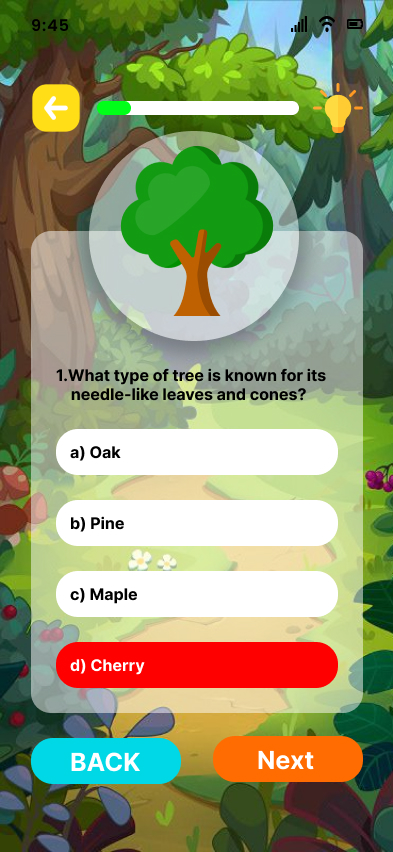 9:45
1.What type of tree is known for its
needle-like leaves and cones?
a) Oak
b) Pine
c) Maple
d) Cherry
BACK
Next